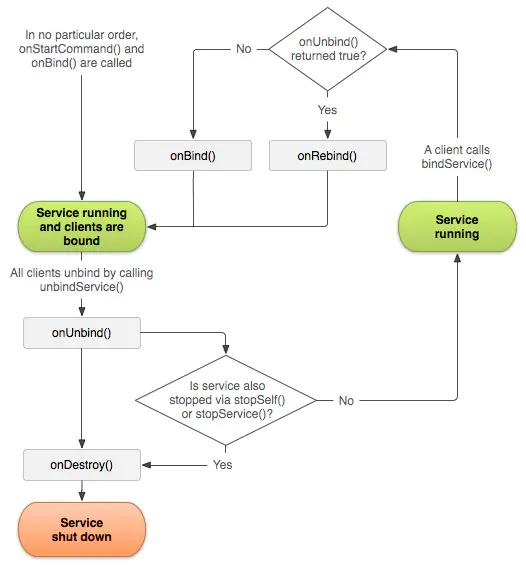 In no particular order,
onStartCommand() and
onBind() are called
onUnbind()
returned true?
No
Yes
A client calls
bindService()
onBind()
onRebind()
Service running
and clients are
bound
Service
running
All clients unbind by calling
unbindService()
onUnbind()
Is service also
stopped via stopSelf()
or stopService()?
No
Yes
onDestroy()
Service
shut down